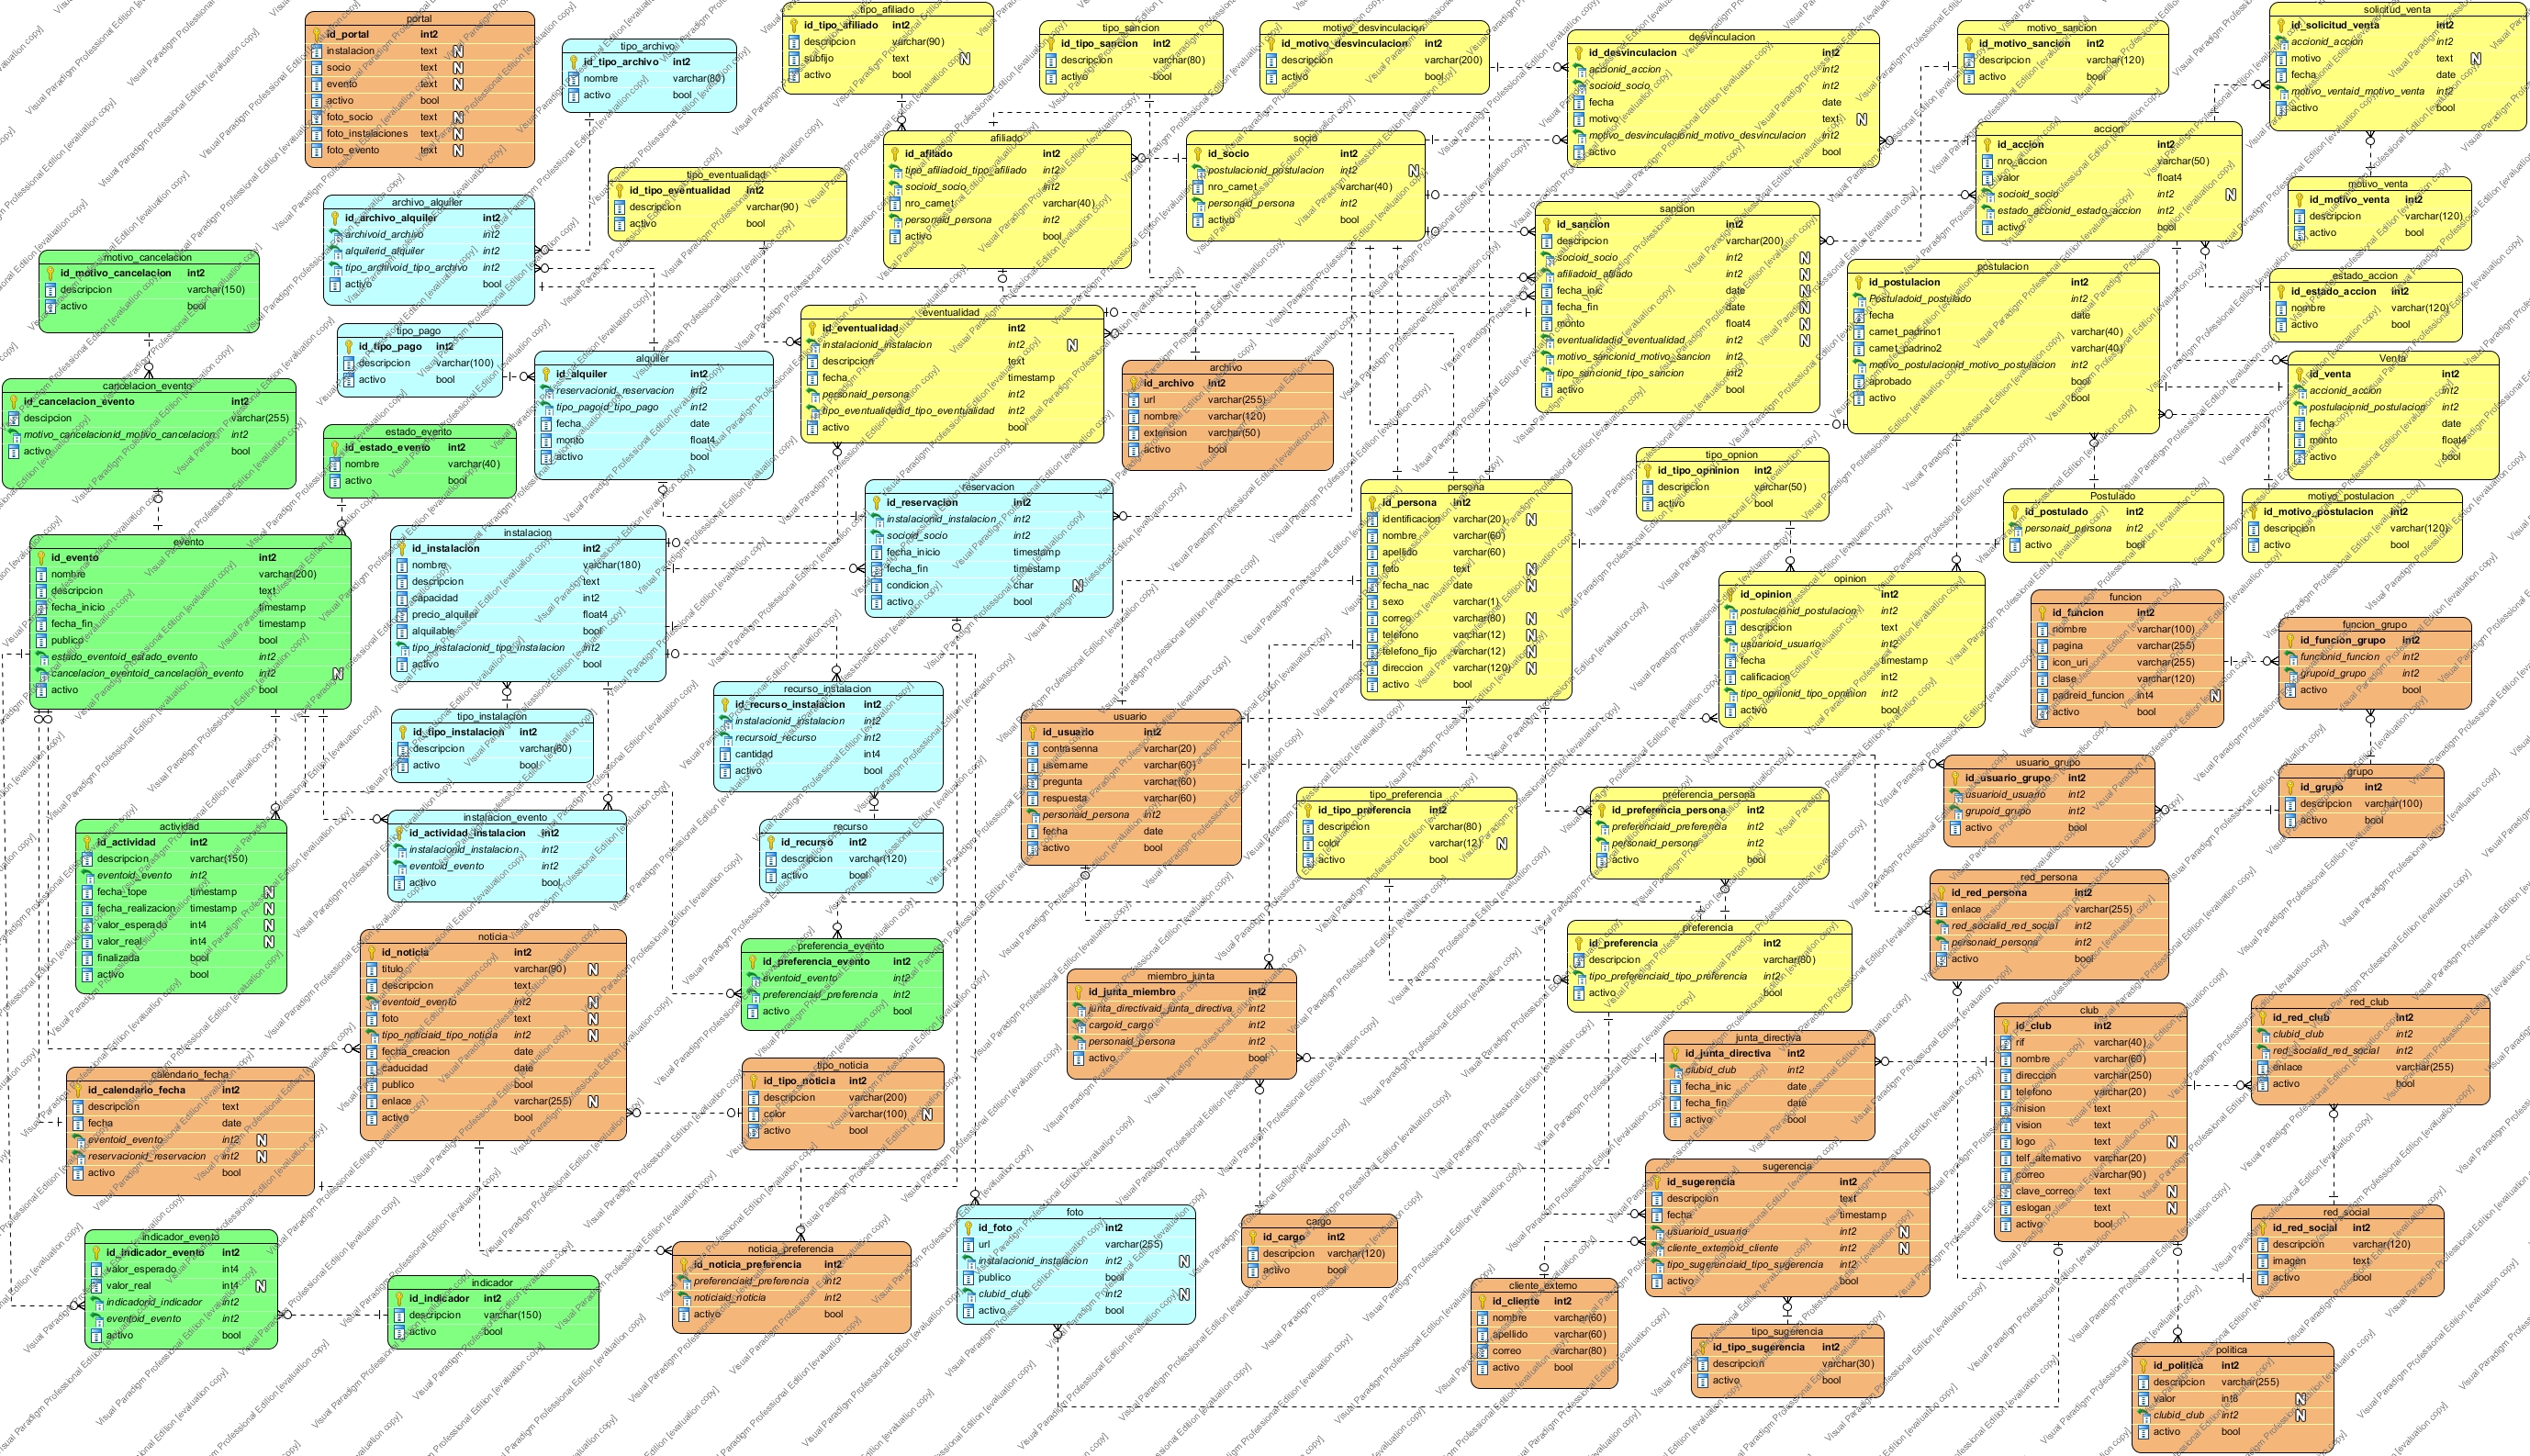 portal
id_portal int2
instalacion text N
socio text N
evento text N
activo bool
foto_socio text N
foto_instalaciones text N
foto_evento text N
tipo_archivo
id_tipo_archivo int2
nombre varchar(80)
activo bool
tipo_afiliado
id_tipo_afiliado int2
descripcion varchar(90)
subfijo text N
activo bool
tipo_sancion
id_tipo_sancion int2
descripcion varchar(80)
activo bool
motivo_desvinculacion
id_motivo_desvinculacion int2
descripcion varchar(200)
activo bool
desvinculacion
id_desvinculacion int2
accionid_accion int2
socioid_socio int2
fecha date
motivo text N
motivo_desvinculacionid_motivo_desvinculacion int2
activo bool
motivo_sancion
id_motivo_sancion int2
descripcion varchar(120)
activo bool
solicitud_venta
id_solicitud_venta int2
accionid_accion int2
motivo text N
fecha date
motivo_ventaid_motivo_venta int2
activo bool
archivo_alquiler
id_archivo_alquiler int2
archivoid_archivo int2
alquilerid_alquiler int2
tipo_archivoid_tipo_archivo int2
activo bool
tipo_eventualidad
id_tipo_eventualidad int2
descripcion varchar(90)
activo bool
afiliado
id_afilado int2
tipo_afiliadoid_tipo_afiliado int2
socioid_socio int2
nro_carnet varchar(40)
personaid_persona int2
activo bool
socio
id_socio int2
postulacionid_postulacion int2 N
nro_carnet varchar(40)
personaid_persona int2
activo bool
sancion
id_sancion int2
descripcion varchar(200)
socioid_socio int2 N
afiliadoid_afilado int2 N
fecha_inic date N
fecha_fin date N
monto float4 N
eventualidadid_eventualidad int2 N
motivo_sancionid_motivo_sancion int2
tipo_sancionid_tipo_sancion int2
activo bool
accion
id_accion int2
nro_accion varchar(50)
valor float4
socioid_socio int2 N
estado_accionid_estado_accion int2
activo bool
motivo_venta
id_motivo_venta int2
descripcion varchar(120)
activo bool
motivo_cancelacion
id_motivo_cancelacion int2
descripcion varchar(150)
activo bool
postulacion
id_postulacion int2
Postuladoid_postulado int2
fecha date
carnet_padrino1 varchar(40)
carnet_padrino2 varchar(40)
motivo_postulacionid_motivo_postulacion int2
aprobado bool
activo bool
estado_accion
id_estado_accion int2
nombre varchar(120)
activo bool
tipo_pago
id_tipo_pago int2
descripcion varchar(100)
activo bool
alquiler
id_alquiler int2
reservacionid_reservacion int2
tipo_pagoid_tipo_pago int2
fecha date
monto float4
activo bool
eventualidad
id_eventualidad int2
instalacionid_instalacion int2 N
descripcion text
fecha timestamp
personaid_persona int2
tipo_eventualidadid_tipo_eventualidad int2
activo bool
archivo
id_archivo int2
url varchar(255)
nombre varchar(120)
extension varchar(50)
activo bool
Venta
id_venta int2
accionid_accion int2
postulacionid_postulacion int2
fecha date
monto float4
activo bool
cancelacion_evento
id_cancelacion_evento int2
descipcion varchar(255)
motivo_cancelacionid_motivo_cancelacion int2
activo bool
estado_evento
id_estado_evento int2
nombre varchar(40)
activo bool
tipo_opnion
id_tipo_opninion int2
descripcion varchar(50)
activo bool
reservacion
id_reservacion int2
instalacionid_instalacion int2
socioid_socio int2
fecha_inicio timestamp
fecha_fin timestamp
condicion char N
activo bool
persona
id_persona int2
identificacion varchar(20) N
nombre varchar(60)
apellido varchar(60)
foto text N
fecha_nac date N
sexo varchar(1)
correo varchar(80) N
telefono varchar(12) N
telefono_fijo varchar(12) N
direccion varchar(120) N
activo bool
Postulado
id_postulado int2
personaid_persona int2
activo bool
motivo_postulacion
id_motivo_postulacion int2
descripcion varchar(120)
activo bool
evento
id_evento int2
nombre varchar(200)
descripcion text
fecha_inicio timestamp
fecha_fin timestamp
publico bool
estado_eventoid_estado_evento int2
cancelacion_eventoid_cancelacion_evento int2 N
activo bool
instalacion
id_instalacion int2
nombre varchar(180)
descripcion text
capacidad int2
precio_alquiler float4
alquilable bool
tipo_instalacionid_tipo_instalacion int2
activo bool
opinion
id_opinion int2
postulacionid_postulacion int2
descripcion text
usuarioid_usuario int2
fecha timestamp
calificacion int2
tipo_opnionid_tipo_opninion int2
activo bool
funcion
id_funcion int2
nombre varchar(100)
pagina varchar(255)
icon_uri varchar(255)
clase varchar(120)
padreid_funcion int4 N
activo bool
funcion_grupo
id_funcion_grupo int2
funcionid_funcion int2
grupoid_grupo int2
activo bool
recurso_instalacion
id_recurso_instalacion int2
instalacionid_instalacion int2
recursoid_recurso int2
cantidad int4
activo bool
tipo_instalacion
id_tipo_instalacion int2
descripcion varchar(60)
activo bool
usuario
id_usuario int2
contrasenna varchar(20)
username varchar(60)
pregunta varchar(60)
respuesta varchar(60)
personaid_persona int2
fecha date
activo bool
usuario_grupo
id_usuario_grupo int2
usuarioid_usuario int2
grupoid_grupo int2
activo bool
grupo
id_grupo int2
descripcion varchar(100)
activo bool
tipo_preferencia
id_tipo_preferencia int2
descripcion varchar(80)
color varchar(12) N
activo bool
preferencia_persona
id_preferencia_persona int2
preferenciaid_preferencia int2
personaid_persona int2
activo bool
actividad
id_actividad int2
descripcion varchar(150)
eventoid_evento int2
fecha_tope timestamp N
fecha_realizacion timestamp N
valor_esperado int4 N
valor_real int4 N
finalizada bool
activo bool
instalacion_evento
id_actividad_instalacion int2
instalacionid_instalacion int2
eventoid_evento int2
activo bool
recurso
id_recurso int2
descripcion varchar(120)
activo bool
red_persona
id_red_persona int2
enlace varchar(255)
red_socialid_red_social int2
personaid_persona int2
activo bool
noticia
id_noticia int2
titulo varchar(90) N
descripcion text
eventoid_evento int2 N
foto text N
tipo_noticiaid_tipo_noticia int2 N
fecha_creacion date
caducidad date
publico bool
enlace varchar(255) N
activo bool
preferencia_evento
id_preferencia_evento int2
eventoid_evento int2
preferenciaid_preferencia int2
activo bool
preferencia
id_preferencia int2
descripcion varchar(80)
tipo_preferenciaid_tipo_preferencia int2
activo bool
miembro_junta
id_junta_miembro int2
junta_directivaid_junta_directiva int2
cargoid_cargo int2
personaid_persona int2
activo bool
club
id_club int2
rif varchar(40)
nombre varchar(60)
direccion varchar(250)
telefono varchar(20)
mision text
vision text
logo text N
telf_alternativo varchar(20)
correo varchar(90)
clave_correo text N
eslogan text N
activo bool
red_club
id_red_club int2
clubid_club int2
red_socialid_red_social int2
enlace varchar(255)
activo bool
junta_directiva
id_junta_directiva int2
clubid_club int2
fecha_inic date
fecha_fin date
activo bool
tipo_noticia
id_tipo_noticia int2
descripcion varchar(200)
color varchar(100) N
activo bool
calendario_fecha
id_calendario_fecha int2
descripcion text
fecha date
eventoid_evento int2 N
reservacionid_reservacion int2 N
activo bool
sugerencia
id_sugerencia int2
descripcion text
fecha timestamp
usuarioid_usuario int2 N
cliente_externoid_cliente int2 N
tipo_sugerenciaid_tipo_sugerencia int2
activo bool
foto
id_foto int2
url varchar(255)
instalacionid_instalacion int2 N
publico bool
clubid_club int2 N
activo bool
cargo
id_cargo int2
descripcion varchar(120)
activo bool
red_social
id_red_social int2
descripcion varchar(120)
imagen text
activo bool
indicador_evento
id_indicador_evento int2
valor_esperado int4
valor_real int4 N
indicadorid_indicador int2
eventoid_evento int2
activo bool
indicador
id_indicador int2
descripcion varchar(150)
activo bool
noticia_preferencia
id_noticia_preferencia int2
preferenciaid_preferencia int2
noticiaid_noticia int2
activo bool
cliente_externo
id_cliente int2
nombre varchar(60)
apellido varchar(60)
correo varchar(80)
activo bool
tipo_sugerencia
id_tipo_sugerencia int2
descripcion varchar(30)
activo bool
politica
id_politica int2
descripcion varchar(255)
valor int8 N
clubid_club int2 N
activo bool
Visual Paradigm Professional Edition [evaluation copy]